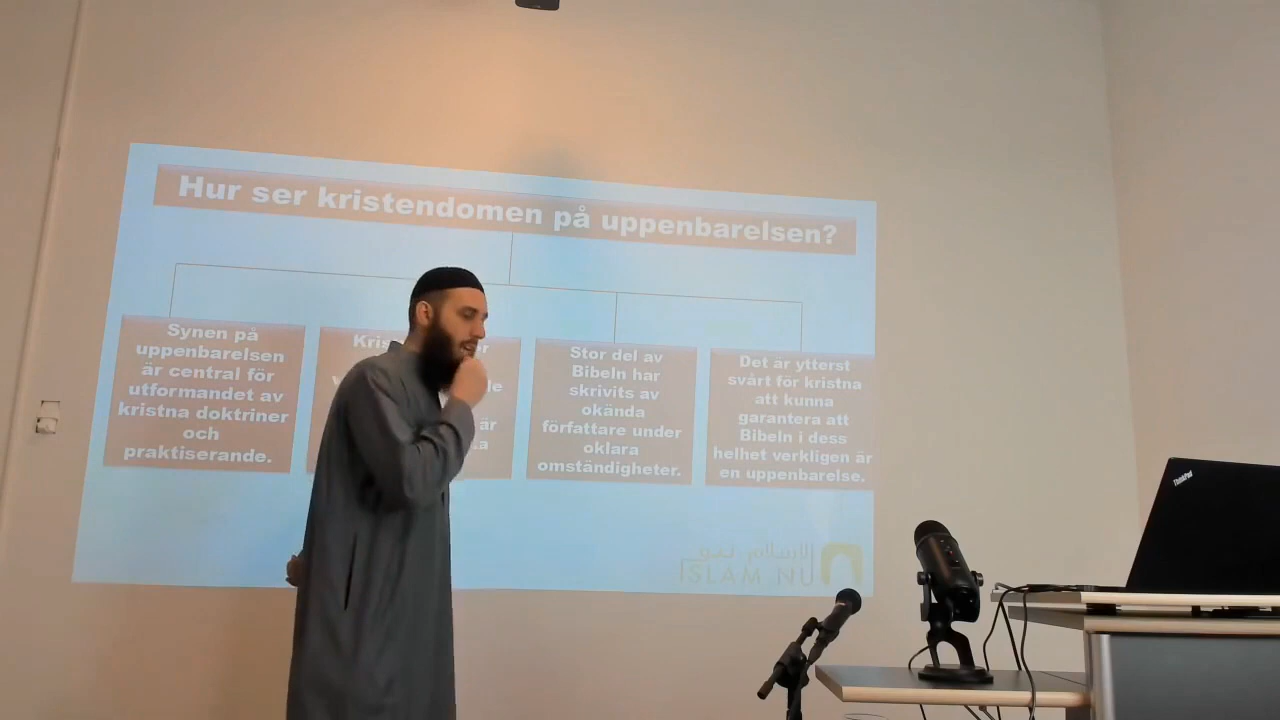 Hur ser kristendomen på uppenbarelsen?
Synen på
uppenbarelsen
är central för
utformandet av
kristna doktriner
och
praktiserande.
är
Stor del av
Bibeln har
skrivits av
okända
författare under
oklara
omständigheter.
Det är ytterst
svårt för kristna
att kunna
garantera att
Bibeln i dess
helhet verkligen är
en uppenbarelse.
ISLAM.NU
ThinkPad